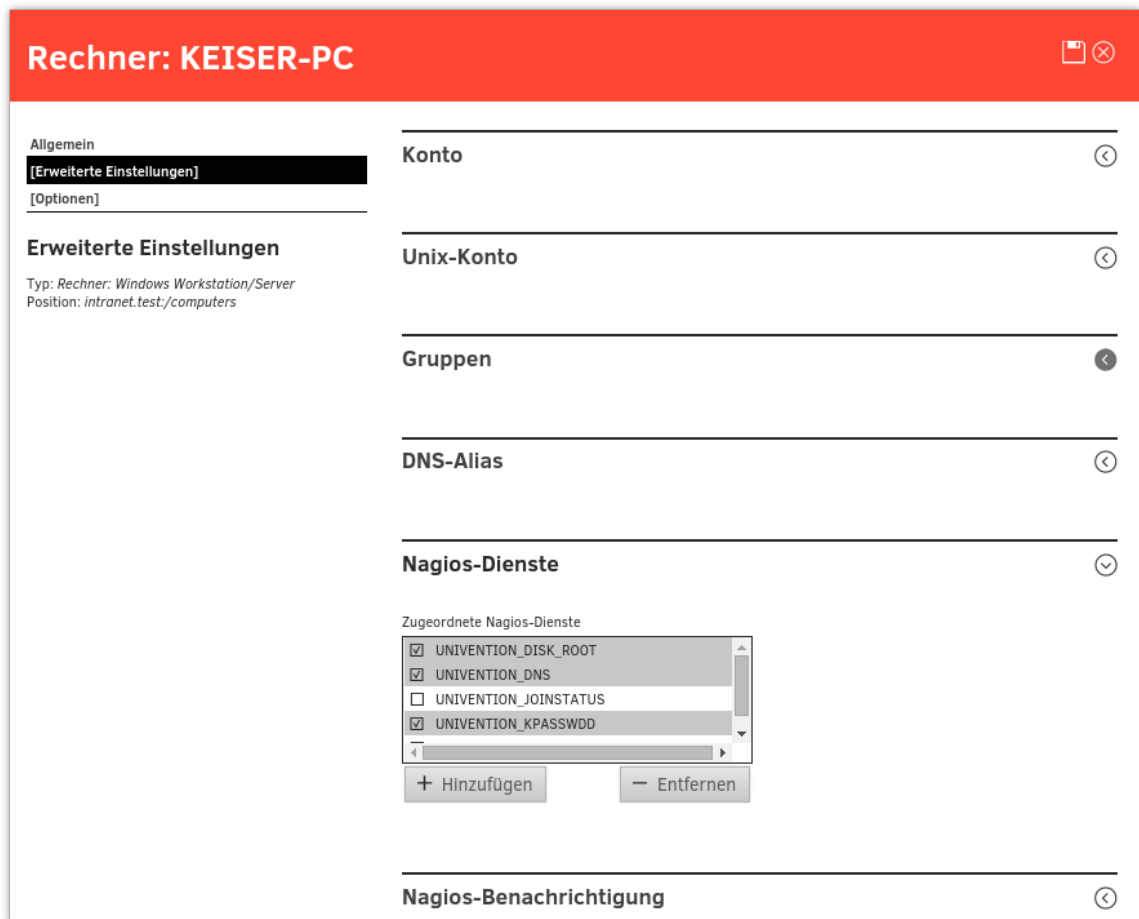 Rechner: KEISER-PC
Allgemein
[Erweiterte Einstellungen]
[Optionen]
Erweiterte Einstellungen
Typ: Rechner: Windows Workstation/Server
Position: intranet.test:/computers
Konto
Unix-Konto
Gruppen
DNS-Alias
Nagios-Dienste
Zugeordnete Nagios-Dienste
UNIVENTION_DISK_ROOT
UNIVENTION_DNS
UNIVENTION_JOINSTATUS
UNIVENTION_KPASSWDD
+ Hinzufügen
− Entfernen
Nagios-Benachrichtigung